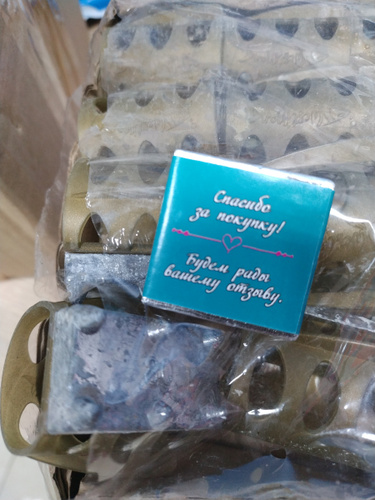 Спасибо
за покупку!
Будем рады
вашему отзыву.